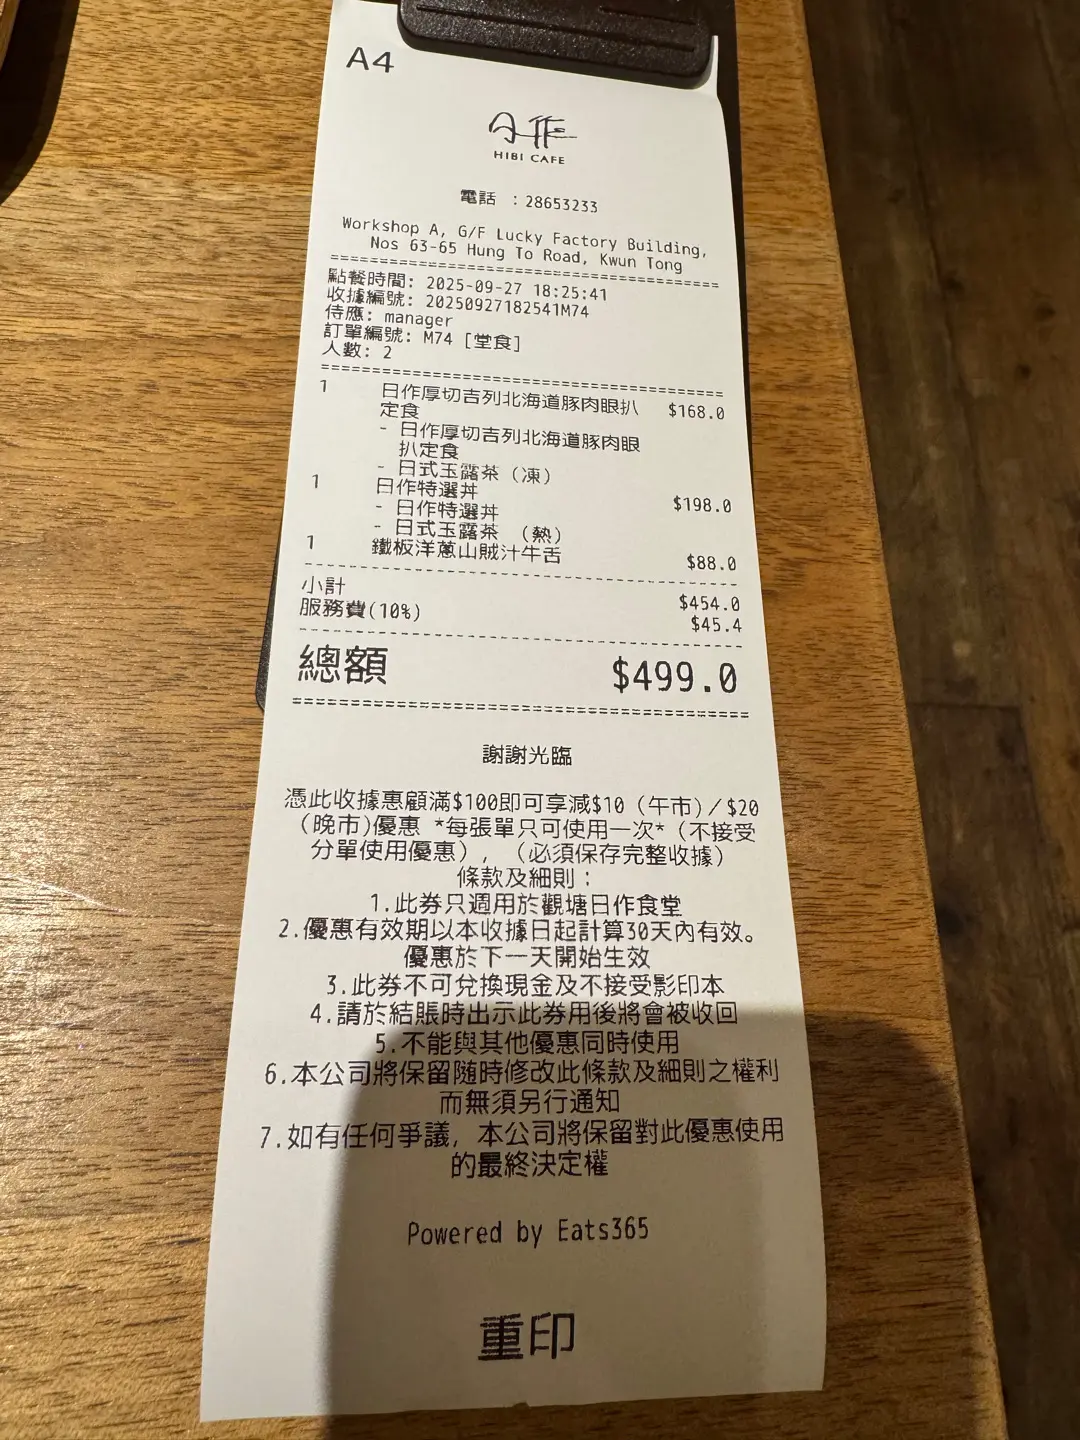 A4
日作
HIBI CAFE
電話 :28653233
Workshop A, G/F Lucky Factory Building,
Nos 63-65 Hung To Road, Kwun Tong
點餐時間: 2025-09-27 18:25:41
收據編號: 20250927182541M74
侍應: manager
訂單編號: M74 [堂食]
人數: 2
1 日作厚切吉列北海道豚肉眼扒 $168.0
定食
- 日作厚切吉列北海道豚肉眼
扒定食
- 日式玉露茶（凍）
1 日作特選丼 $198.0
- 日作特選丼
- 日式玉露茶 （熱）
1 鐵板洋蔥山賊汁牛舌 $88.0
小計 $454.0
服務費(10%) $45.4
總額 $499.0
謝謝光臨
憑此收據惠顧滿$100即可享減$10（午市）/$20
（晚市)優惠 *每張單只可使用一次*（不接受
分單使用優惠），（必須保存完整收據）
條款及細則：
1.此券只適用於觀塘日作食堂
2.優惠有效期以本收據日起計算30天內有效。
優惠於下一天開始生效
3.此券不可兌換現金及不接受影印本
4.請於結賬時出示此券用後將會被收回
5.不能與其他優惠同時使用
6.本公司將保留随時修改此條款及細則之權利
而無須另行通知
7.如有任何爭議，本公司將保留對此優惠使用
的最終決定權
Powered by Eats365
重印